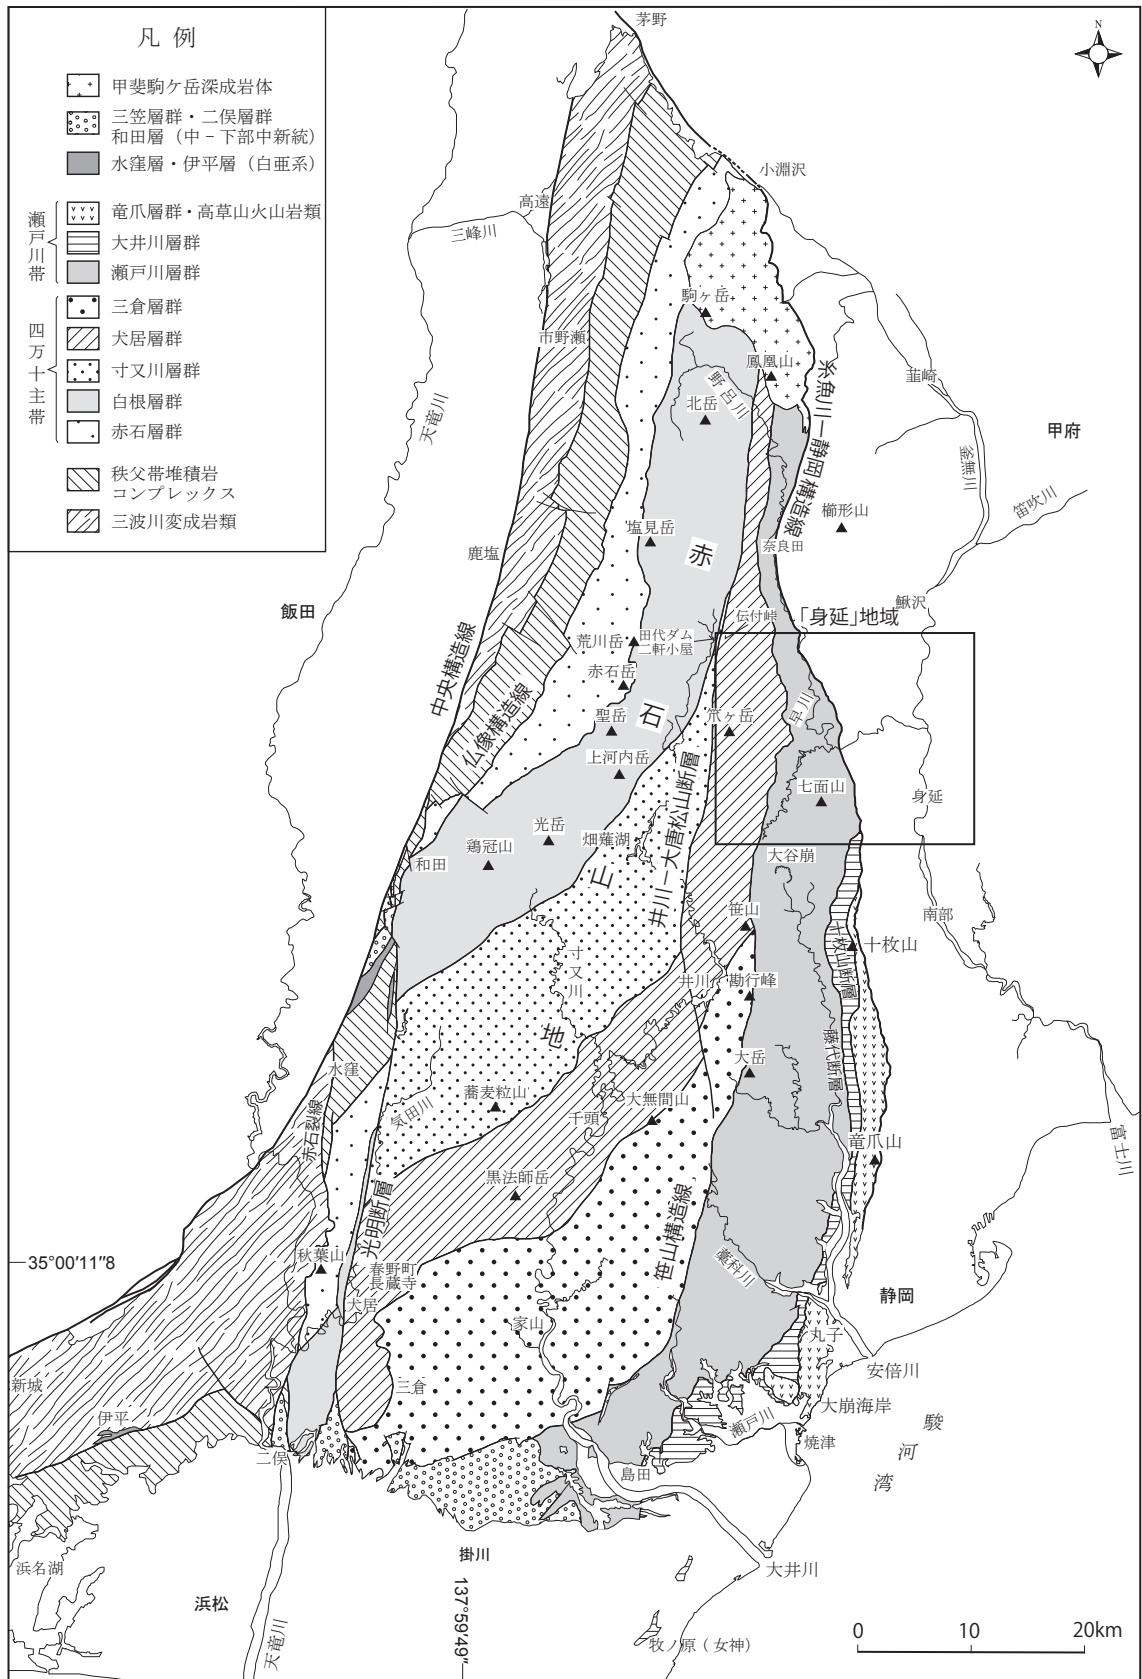 凡 例
甲斐駒ケ岳深成岩体
三笠層群・二俣層群
和田層（中－下部中新統）
水窪層・伊平層（白亜系）
瀬戸川帯
竜爪層群・高草山火山岩類
大井川層群
瀬戸川層群
四万十主帯
三倉層群
犬居層群
寸又川層群
白根層群
赤石層群
秩父帯堆積岩
コンプレックス
三波川変成岩類
茅野
N
小淵沢
高遠
三峰川
駒ヶ岳
市野瀬
鳳凰山
野呂川
北岳
糸魚川－静岡構造線
韮崎
天竜川
甲府
釜無川
笛吹川
櫛形山
塩見岳
赤
奈良田
鹿塩
飯田
鰍沢
伝付峠
「身延」地域
荒川岳
田代ダム
二軒小屋
中央構造線
赤石岳
仏像構造線
聖岳
石
爪ヶ岳
早川
上河内岳
井川－大唐松山断層
七面山
身延
光岳
畑薙湖
鶏冠山
和田
大谷崩
山
笹山
南部
十枚山
十枚山断層
寸又川
井川
勘行峰
地
藤代断層
大岳
水窪
蕎麦粒山
気田川
千頭
大無間山
赤石裂線
竜爪山
富士川
黒法師岳
光明断層
笹山構造線
35°00′11″8
秋葉山
春野町
長蔵寺
藁科川
犬居
静岡
家山
丸子
安倍川
新城
三倉
大崩海岸
伊平
瀬戸川
駿河湾
焼津
二俣
島田
掛川
大井川
浜名湖
浜松
137°59′49″
天竜川
牧ノ原（女神）
0 10 20km